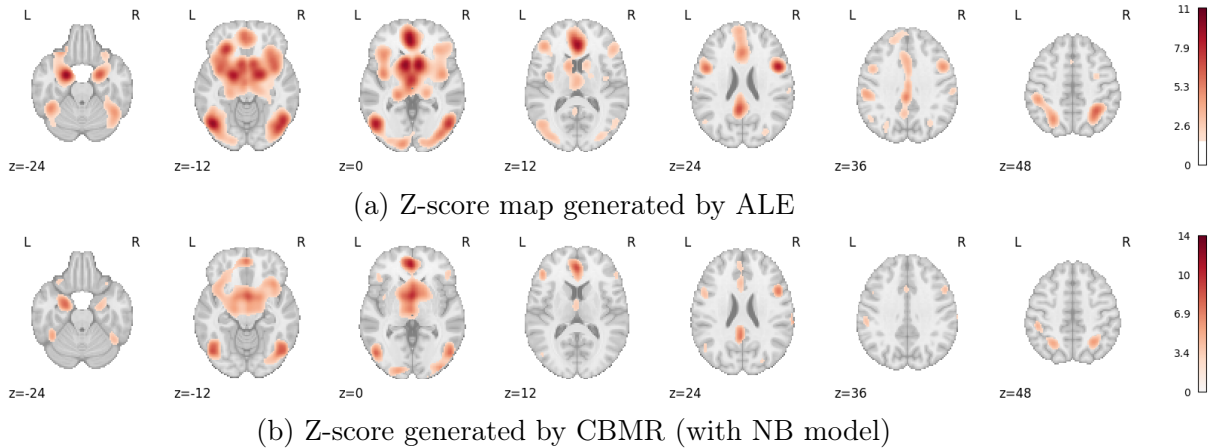 L R L R L R L R L R L R L R 11
7.9
5.3
2.6
0
z=-24 z=-12 z=0 z=12 z=24 z=36 z=48
(a) Z-score map generated by ALE
L R L R L R L R L R L R L R 14
10
6.9
3.4
0
z=-24 z=-12 z=0 z=12 z=24 z=36 z=48
(b) Z-score generated by CBMR (with NB model)